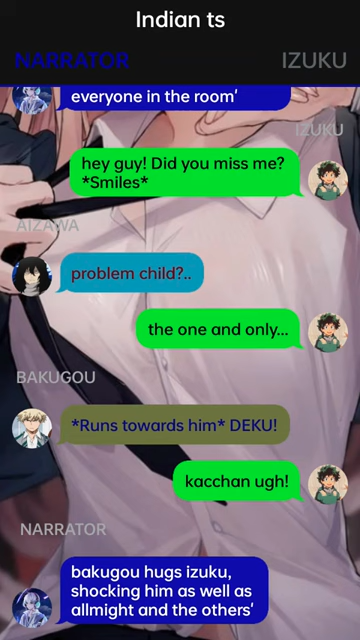 Indian ts
NARRATOR
IZUKU
everyone in the room'
IZUKU
hey guy! Did you miss me?
*Smiles*
AIZAWA
problem child?..
the one and only...
BAKUGOU
*Runs towards him* DEKU!
kacchan ugh!
NARRATOR
bakugou hugs izuku,
shocking him as well as
allmight and the others'